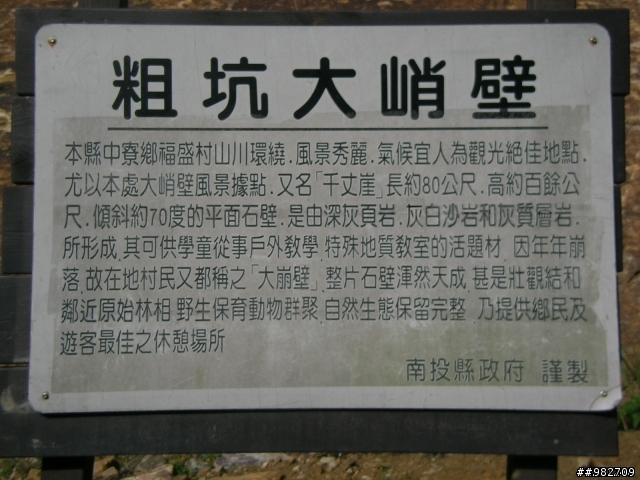 粗坑大峭壁
本縣中寮鄉福盛村山川環繞.風景秀麗.氣候宜人為觀光絕佳地點.
尤以本處大峭壁風景據點.又名「千丈崖」長約80公尺.高約百餘公
尺.傾斜約70度的平面石壁.是由深灰頁岩.灰白沙岩和灰質層岩.
所形成.其可供學童從事戶外教學.特殊地質教室的活題材.因年年崩
落.故在地村民又都稱之「大崩壁」整片石壁渾然天成.甚是壯觀結和
鄰近原始林相.野生保育動物群聚.自然生態保留完整.乃提供鄉民及
遊客最佳之休憩場所
南投縣政府 謹製
##982709